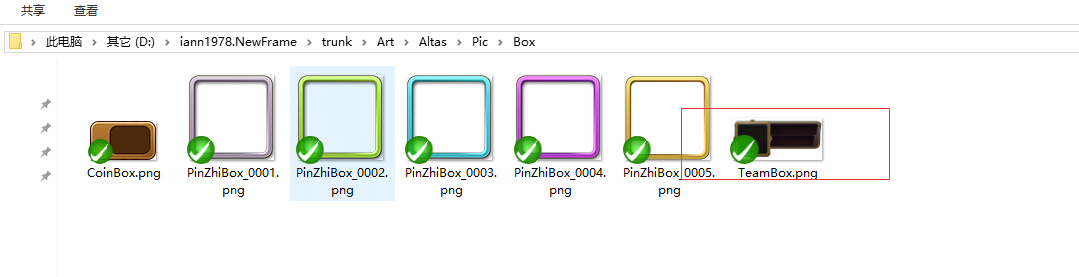 共享 查看
此电脑 > 其它 (D:) > iann1978.NewFrame > trunk > Art > Altas > Pic > Box
CoinBox.png
PinZhiBox_0001.
png
PinZhiBox_0002.
png
PinZhiBox_0003.
png
PinZhiBox_0004.
png
PinZhiBox_0005.
png
TeamBox.png